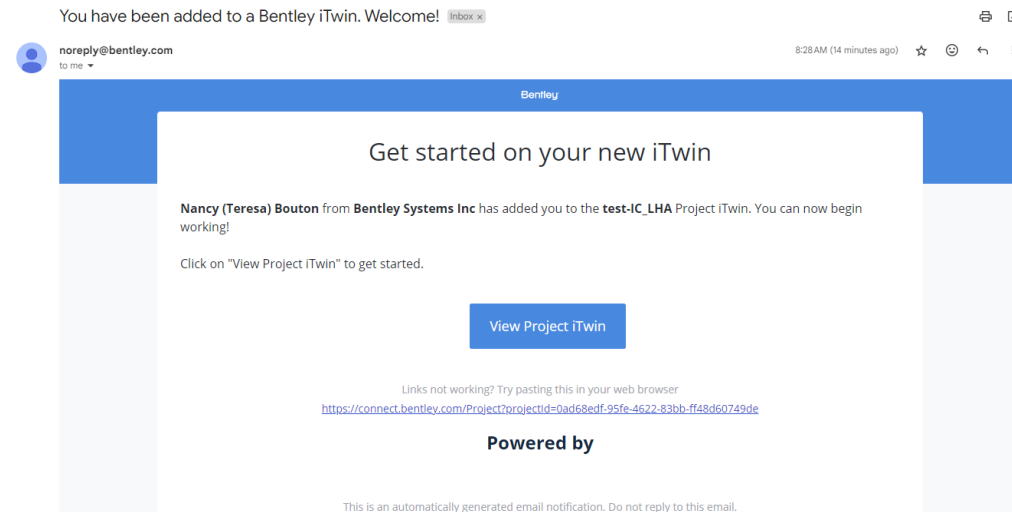 You have been added to a Bentley iTwin. Welcome! Inbox ×
noreply@bentley.com
8:28 AM (14 minutes ago)
to me
Bentley
Get started on your new iTwin
Nancy (Teresa) Bouton from Bentley Systems Inc has added you to the test-IC_LHA Project iTwin. You can now begin
working!
Click on "View Project iTwin" to get started.
View Project iTwin
Links not working? Try pasting this in your web browser
https://connect.bentley.com/Project?projectId=0ad68edf-95fe-4622-83bb-ff48d60749de
Powered by
This is an automatically generated email notification. Do not reply to this email.